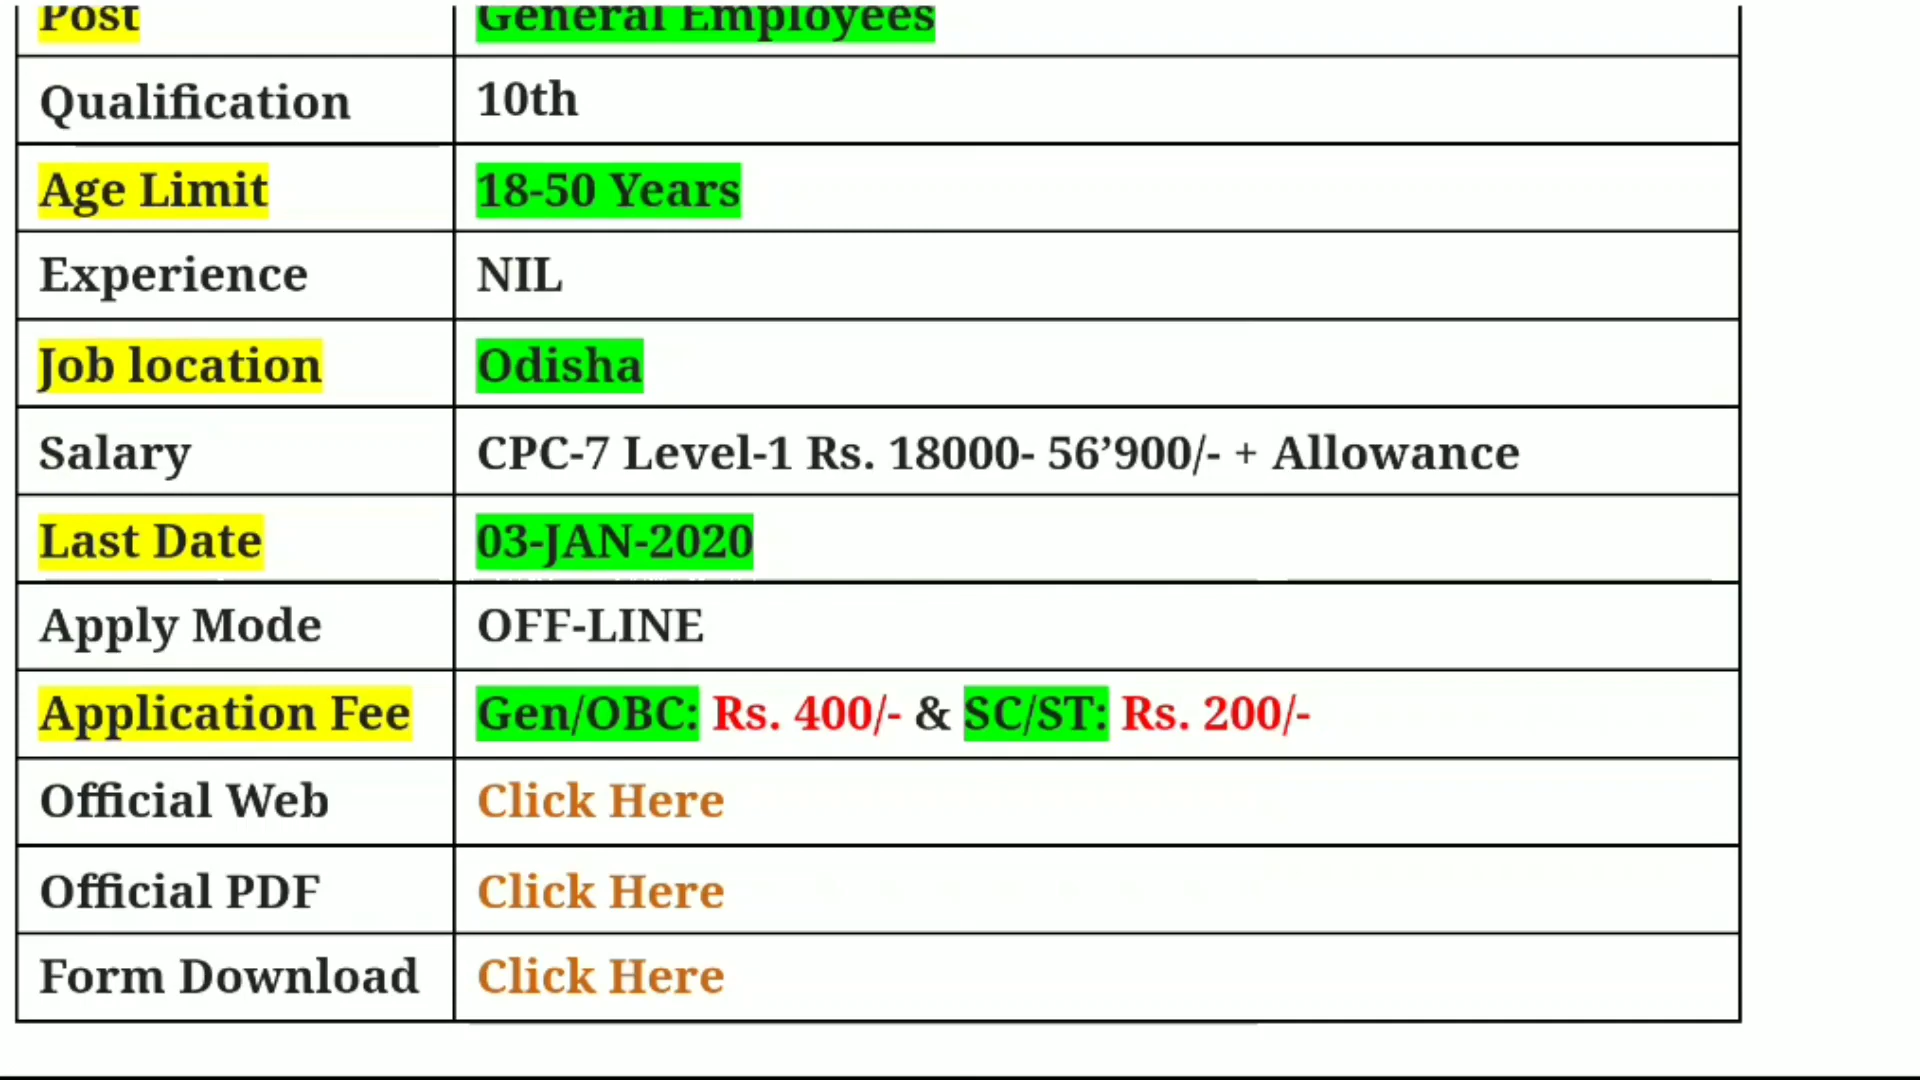 Post General Employees
Qualification 10th
Age Limit 18-50 Years
Experience NIL
Job location Odisha
Salary CPC-7 Level-1 Rs. 18000- 56’900/- + Allowance
Last Date 03-JAN-2020
Apply Mode OFF-LINE
Application Fee Gen/OBC: Rs. 400/- & SC/ST: Rs. 200/-
Official Web Click Here
Official PDF Click Here
Form Download Click Here